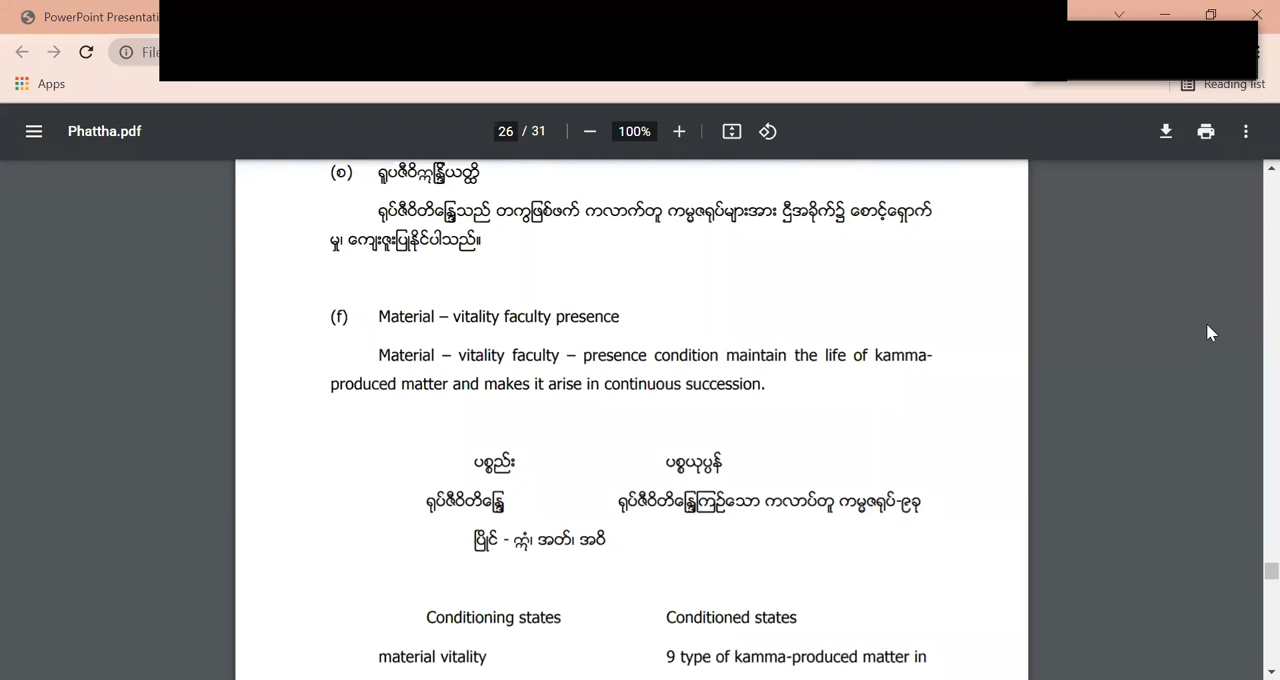 PowerPoint Presentati
File
Apps
Reading list
Phattha.pdf
26 / 31
100%
(စ) ရူပဇီဝိဣန္ဒြိယတ္ထိ
ရုပ်ဇီဝိတိန္ဒြေသည် တကွဖြစ်ဖက် ကလာက်တူ ကမ္မဇရုပ်များအား ဌီအခိုက်၌ စောင့်ရှောက်
မှု၊ ကျေးဇူးပြုနိုင်ပါသည်။
(f) Material – vitality faculty presence
Material – vitality faculty – presence condition maintain the life of kamma-
produced matter and makes it arise in continuous succession.
ပစ္စည်း ပစ္စယုပ္ပန်
ရုပ်ဇီဝိတိန္ဒြေ ရုပ်ဇီဝိတိန္ဒြေကြဉ်သော ကလာပ်တူ ကမ္မဇရုပ်-၉ခု
ပြိုင် - ဣံ၊ အတ်၊ အဝိ
Conditioning states Conditioned states
material vitality 9 type of kamma-produced matter in